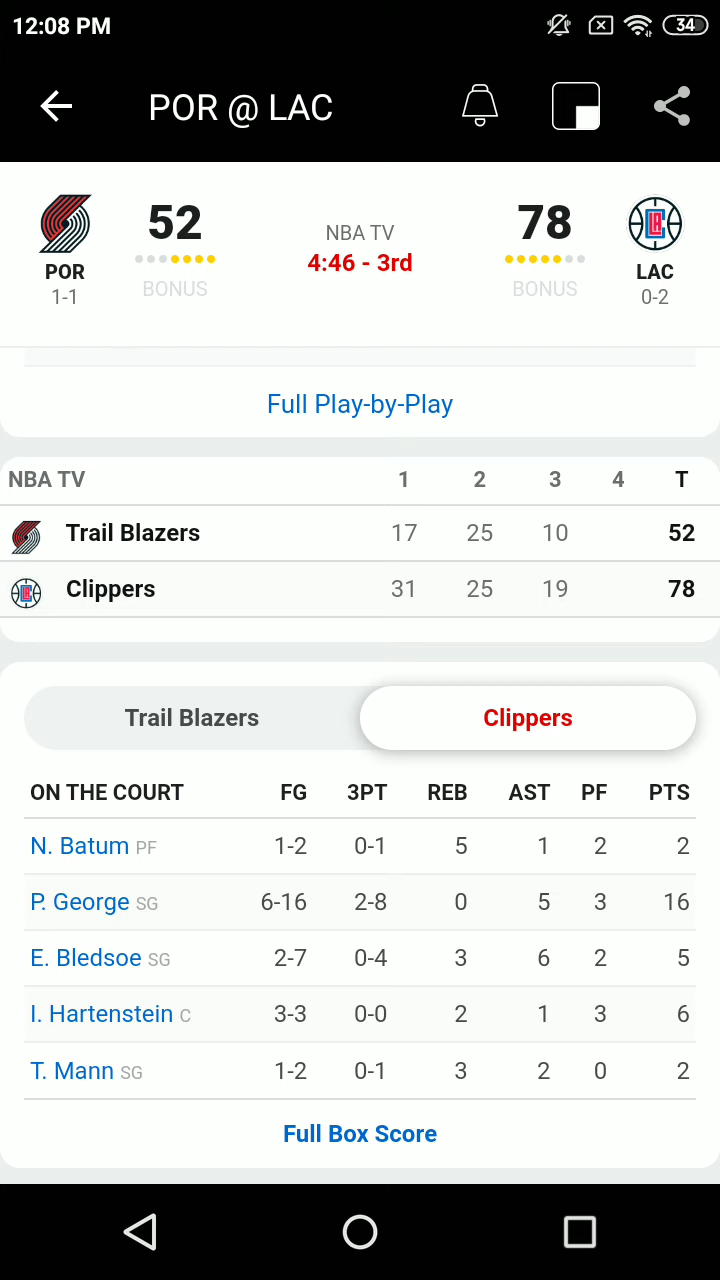 12:08 PM 34
POR @ LAC
52 78
NBA TV
4:46 - 3rd
POR LAC
BONUS BONUS
1-1 0-2
Full Play-by-Play
NBA TV 1 2 3 4 T
Trail Blazers 17 25 10 52
Clippers 31 25 19 78
Trail Blazers Clippers
ON THE COURT FG 3PT REB AST PF PTS
N. Batum PF 1-2 0-1 5 1 2 2
P. George SG 6-16 2-8 0 5 3 16
E. Bledsoe SG 2-7 0-4 3 6 2 5
I. Hartenstein C 3-3 0-0 2 1 3 6
T. Mann SG 1-2 0-1 3 2 0 2
Full Box Score